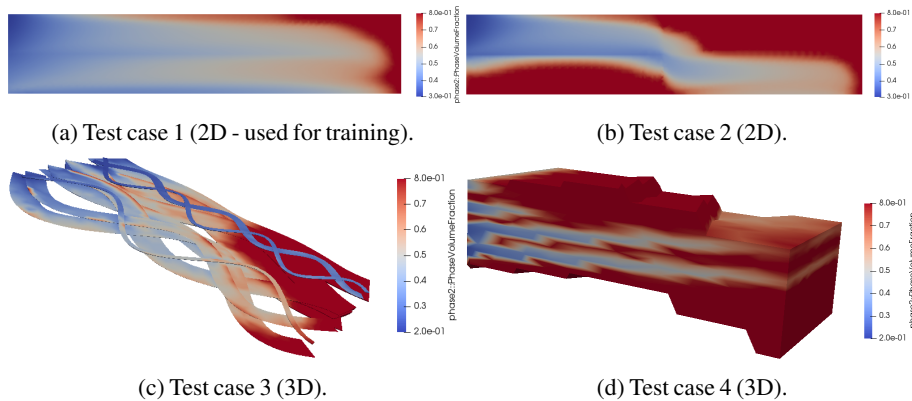 8.0e-01
0.7
0.6
0.5
0.4
3.0e-01
phase2::PhaseVolumeFraction
8.0e-01
0.7
0.6
0.5
0.4
3.0e-01
phase2::PhaseVolumeFraction
(a) Test case 1 (2D - used for training).
(b) Test case 2 (2D).
8.0e-01
0.7
0.6
0.5
0.4
0.3
2.0e-01
phase2::PhaseVolumeFraction
8.0e-01
0.7
0.6
0.5
0.4
0.3
2.0e-01
phase2::PhaseVolumeFraction
(c) Test case 3 (3D).
(d) Test case 4 (3D).